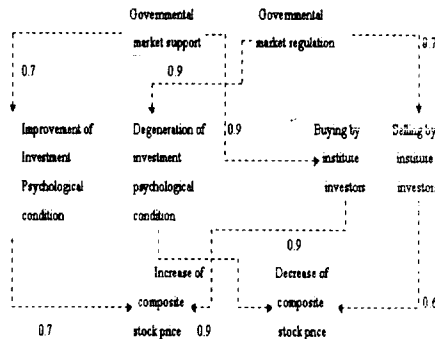 Governmental
market support
Governmental
market regulation
0.7
0.9
0.7
Improvement of
Investment
Psychological
condition
Degeneration of
investment
psychological
condition
0.9
Buying by
institute
investors
Selling by
institute
investors
0.9
Increase of
composite
stock price
Decrease of
composite
stock price
0.7
0.9
0.6